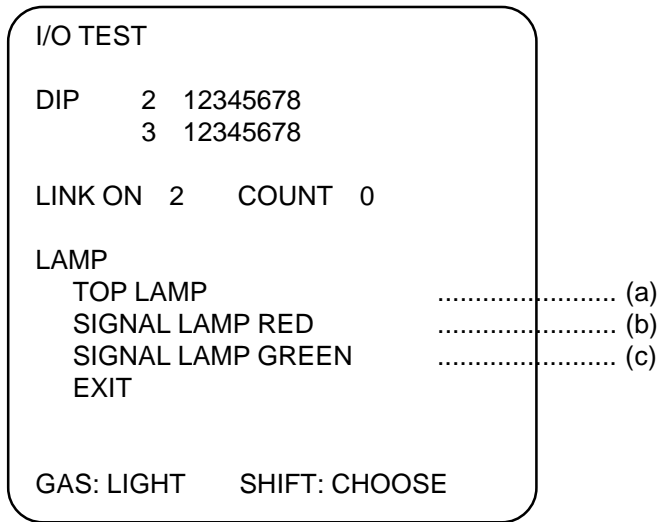 I/O TEST
DIP 2 12345678
3 12345678
LINK ON 2 COUNT 0
LAMP
TOP LAMP ........................ (a)
SIGNAL LAMP RED ........................ (b)
SIGNAL LAMP GREEN ........................ (c)
EXIT
GAS: LIGHT SHIFT: CHOOSE